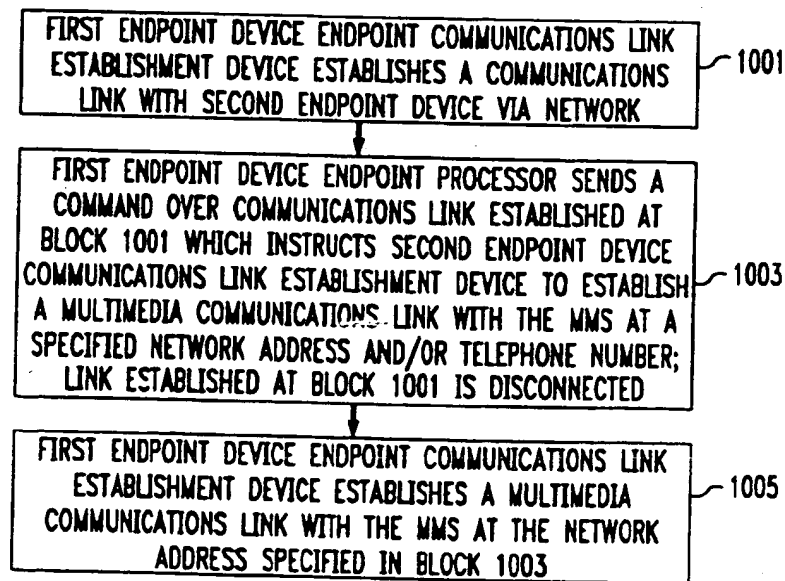 FIRST ENDPOINT DEVICE ENDPOINT COMMUNICATIONS LINK
ESTABLISHMENT DEVICE ESTABLISHES A COMMUNICATIONS
LINK WITH SECOND ENDPOINT DEVICE VIA NETWORK
1001
FIRST ENDPOINT DEVICE ENDPOINT PROCESSOR SENDS A
COMMAND OVER COMMUNICATIONS LINK ESTABLISHED AT
BLOCK 1001 WHICH INSTRUCTS SECOND ENDPOINT DEVICE
COMMUNICATIONS LINK ESTABLISHMENT DEVICE TO ESTABLISH
A MULTIMEDIA COMMUNICATIONS LINK WITH THE MMS AT A
SPECIFIED NETWORK ADDRESS AND/OR TELEPHONE NUMBER;
LINK ESTABLISHED AT BLOCK 1001 IS DISCONNECTED
1003
FIRST ENDPOINT DEVICE ENDPOINT COMMUNICATIONS LINK
ESTABLISHMENT DEVICE ESTABLISHES A MULTIMEDIA
COMMUNICATIONS LINK WITH THE MMS AT THE NETWORK
ADDRESS SPECIFIED IN BLOCK 1003
1005